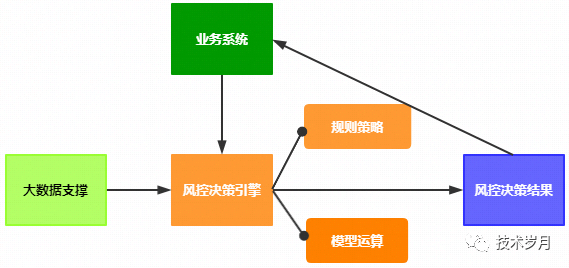 业务系统
规则策略
大数据支撑
风控决策引擎
风控决策结果
模型运算
技术岁月